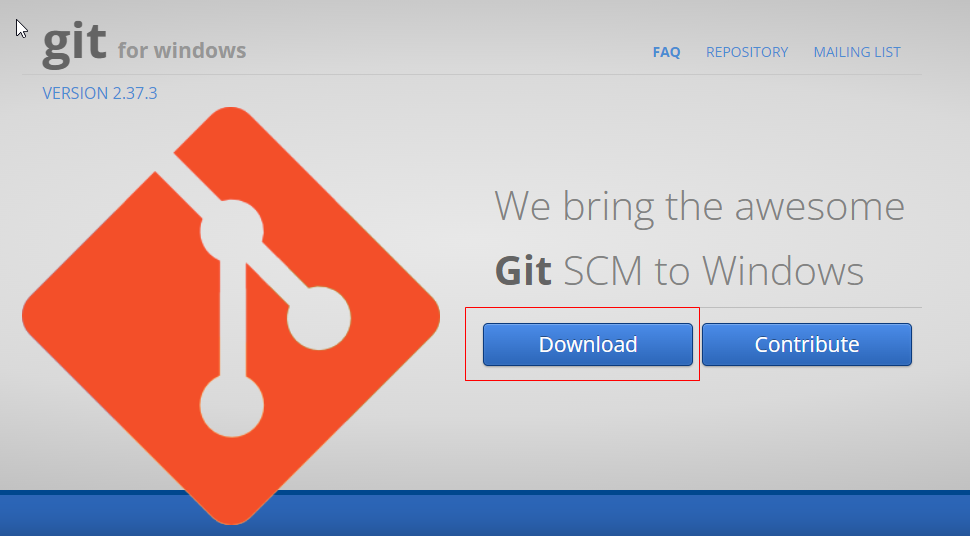 git for windows
FAQ REPOSITORY MAILING LIST
VERSION 2.37.3
We bring the awesome
Git SCM to Windows
Download Contribute